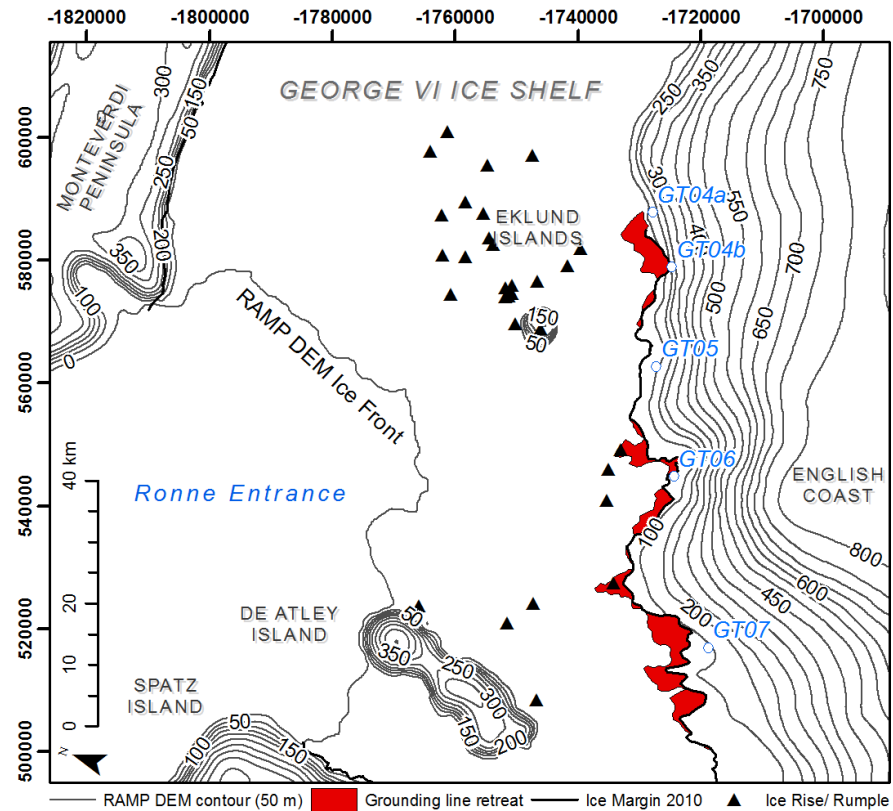 -1820000 -1800000 -1780000 -1760000 -1740000 -1720000 -1700000
600000
580000
560000
540000
520000
500000
GEORGE VI ICE SHELF
MONTEVERDI
PENINSULA
EKLUND
ISLANDS
RAMP DEM Ice Front
Ronne Entrance
DE ATLEY
ISLAND
SPATZ
ISLAND
ENGLISH
COAST
GT04a
GT04b
GT05
GT06
GT07
300
150
50
250
200
350
100
0
250
350
750
30
550
40
500
700
650
150
50
100
800
600
450
200
50
350
250
300
150
200
50
100
150
40 km
20
10
0
N
RAMP DEM contour (50 m) Grounding line retreat Ice Margin 2010 Ice Rise/ Rumple